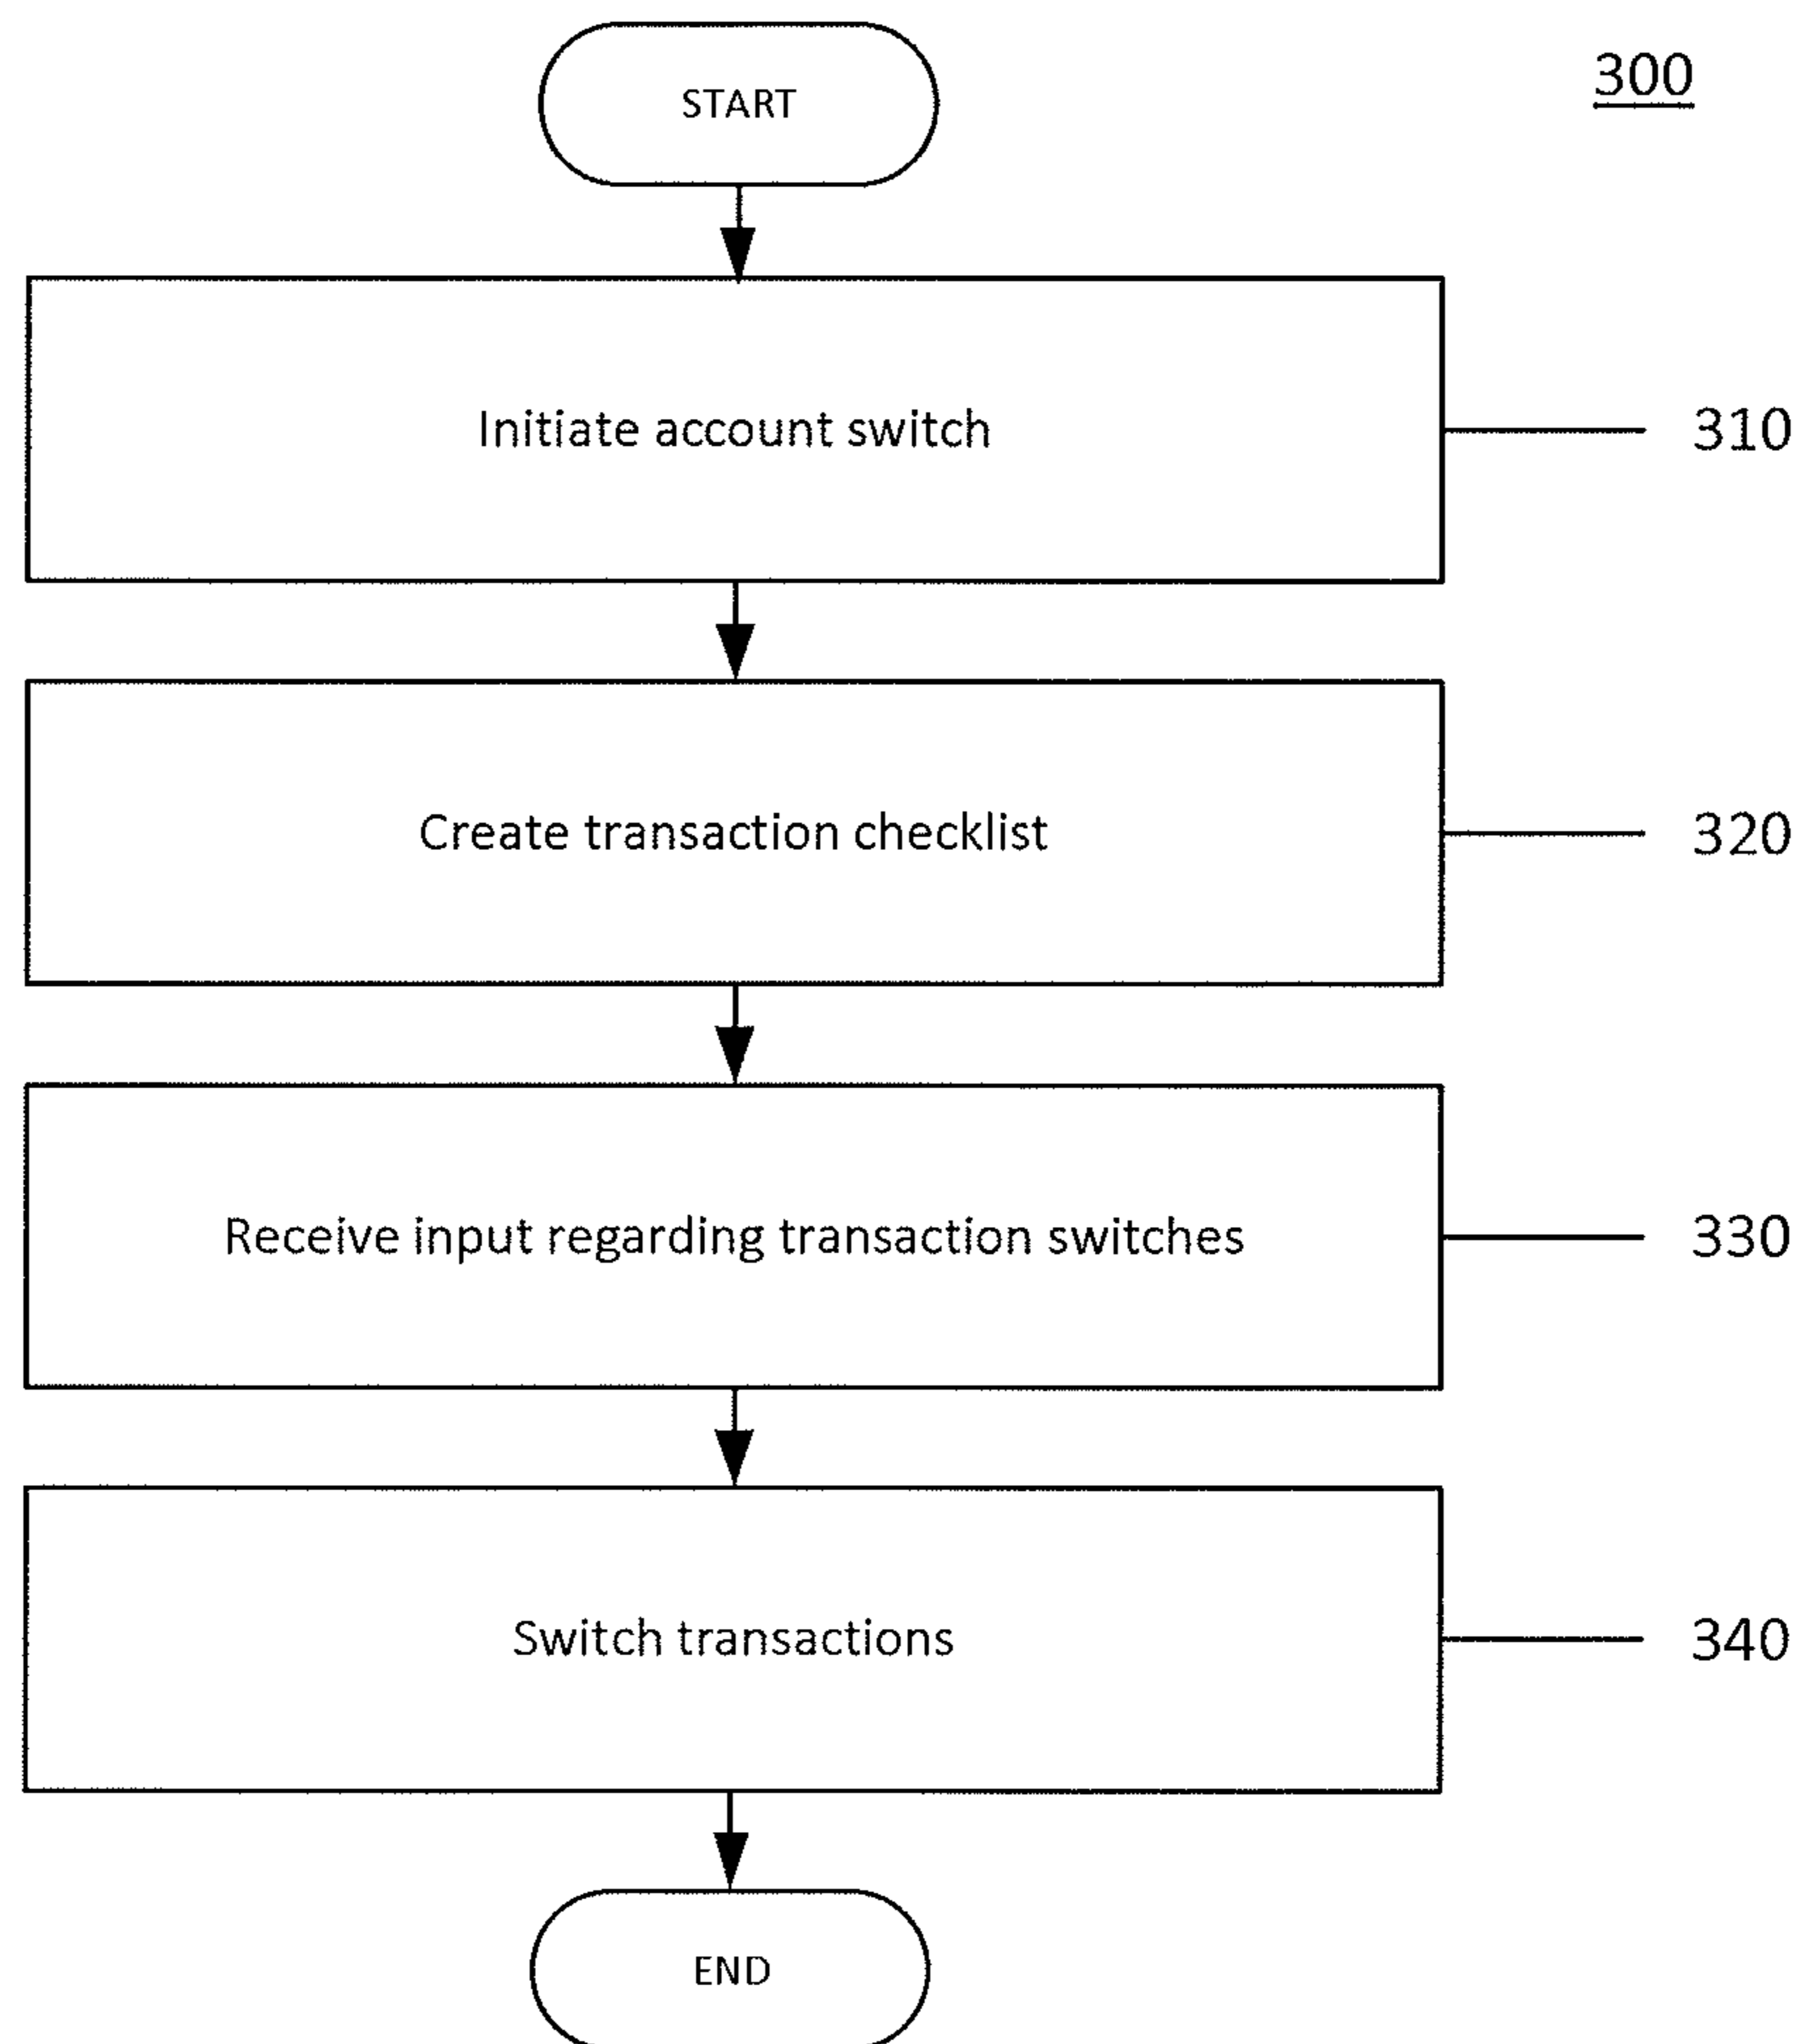 START
300
Initiate account switch
310
Create transaction checklist
320
Receive input regarding transaction switches
330
Switch transactions
340
END